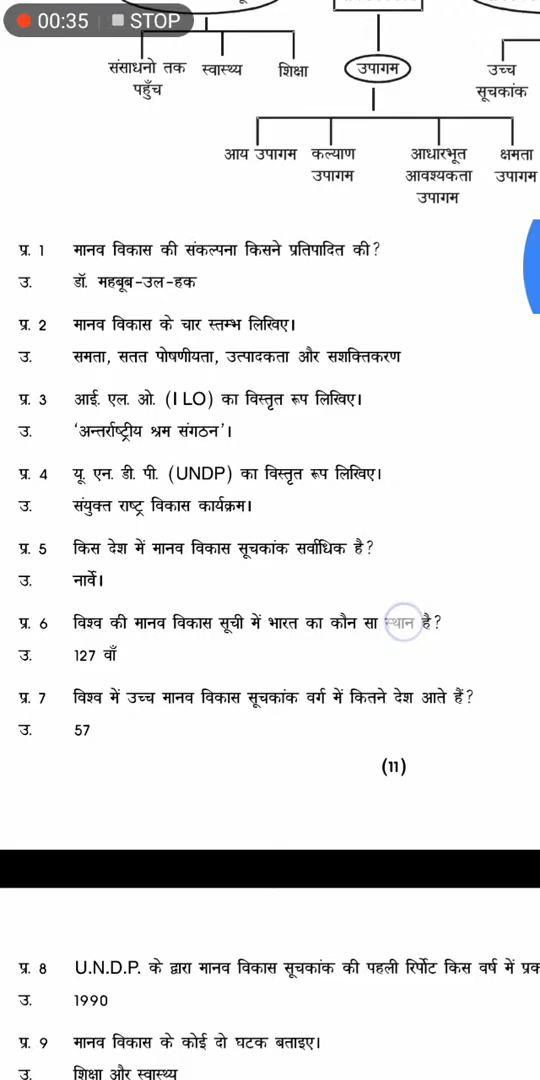 00:35 STOP
संसाधनो तक स्वास्थ्य शिक्षा उपागम उच्च
पहुँच सूचकांक
आय उपागम कल्याण आधारभूत क्षमता
उपागम आवश्यकता उपागम
उपागम
प्र. 1 मानव विकास की संकल्पना किसने प्रतिपादित की?
उ. डॉ. महबूब-उल-हक
प्र. 2 मानव विकास के चार स्तम्भ लिखिए।
उ. समता, सतत पोषणीयता, उत्पादकता और सशक्तिकरण
प्र. 3 आई. एल. ओ. (ILO) का विस्तृत रूप लिखिए।
उ. 'अन्तर्राष्ट्रीय श्रम संगठन'।
प्र. 4 यू. एन. डी. पी. (UNDP) का विस्तृत रूप लिखिए।
उ. संयुक्त राष्ट्र विकास कार्यक्रम।
प्र. 5 किस देश में मानव विकास सूचकांक सर्वाधिक है?
उ. नार्वे।
प्र. 6 विश्व की मानव विकास सूची में भारत का कौन सा स्थान है?
उ. 127 वाँ
प्र. 7 विश्व में उच्च मानव विकास सूचकांक वर्ग में कितने देश आते हैं?
उ. 57
(11)
प्र. 8 U.N.D.P. के द्वारा मानव विकास सूचकांक की पहली रिर्पोट किस वर्ष में प्रक
उ. 1990
प्र. 9 मानव विकास के कोई दो घटक बताइए।
उ. शिक्षा और स्वास्थ्य